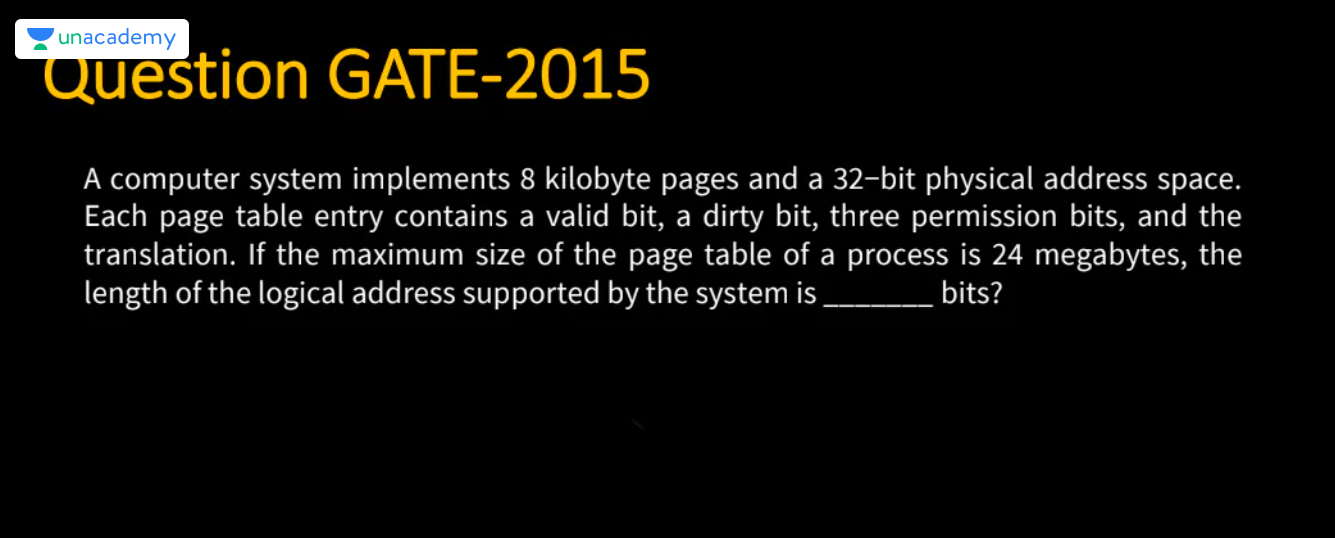 unacademy
Question GATE-2015
A computer system implements 8 kilobyte pages and a 32-bit physical address space.
Each page table entry contains a valid bit, a dirty bit, three permission bits, and the
translation. If the maximum size of the page table of a process is 24 megabytes, the
length of the logical address supported by the system is _______ bits?